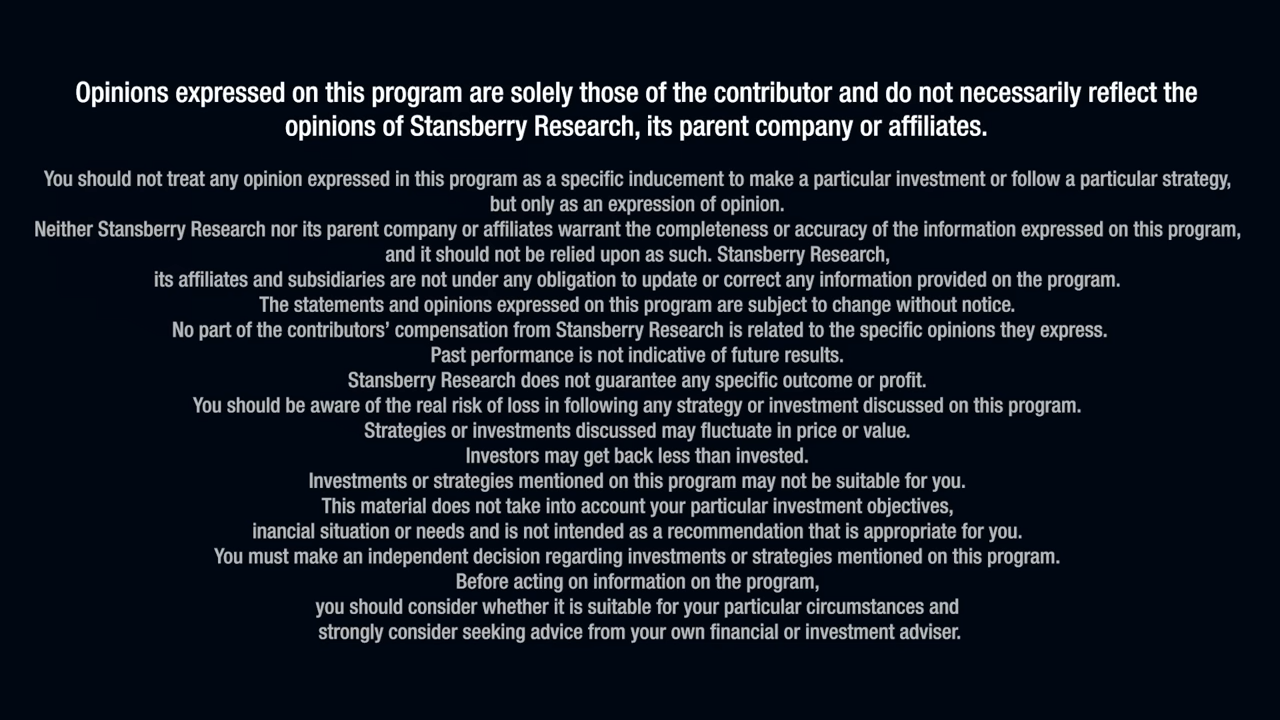 Opinions expressed on this program are solely those of the contributor and do not necessarily reflect the
opinions of Stansberry Research, its parent company or affiliates.
You should not treat any opinion expressed in this program as a specific inducement to make a particular investment or follow a particular strategy,
but only as an expression of opinion.
Neither Stansberry Research nor its parent company or affiliates warrant the completeness or accuracy of the information expressed on this program,
and it should not be relied upon as such. Stansberry Research,
its affiliates and subsidiaries are not under any obligation to update or correct any information provided on the program.
The statements and opinions expressed on this program are subject to change without notice.
No part of the contributors’ compensation from Stansberry Research is related to the specific opinions they express.
Past performance is not indicative of future results.
Stansberry Research does not guarantee any specific outcome or profit.
You should be aware of the real risk of loss in following any strategy or investment discussed on this program.
Strategies or investments discussed may fluctuate in price or value.
Investors may get back less than invested.
Investments or strategies mentioned on this program may not be suitable for you.
This material does not take into account your particular investment objectives,
inancial situation or needs and is not intended as a recommendation that is appropriate for you.
You must make an independent decision regarding investments or strategies mentioned on this program.
Before acting on information on the program,
you should consider whether it is suitable for your particular circumstances and
strongly consider seeking advice from your own financial or investment adviser.